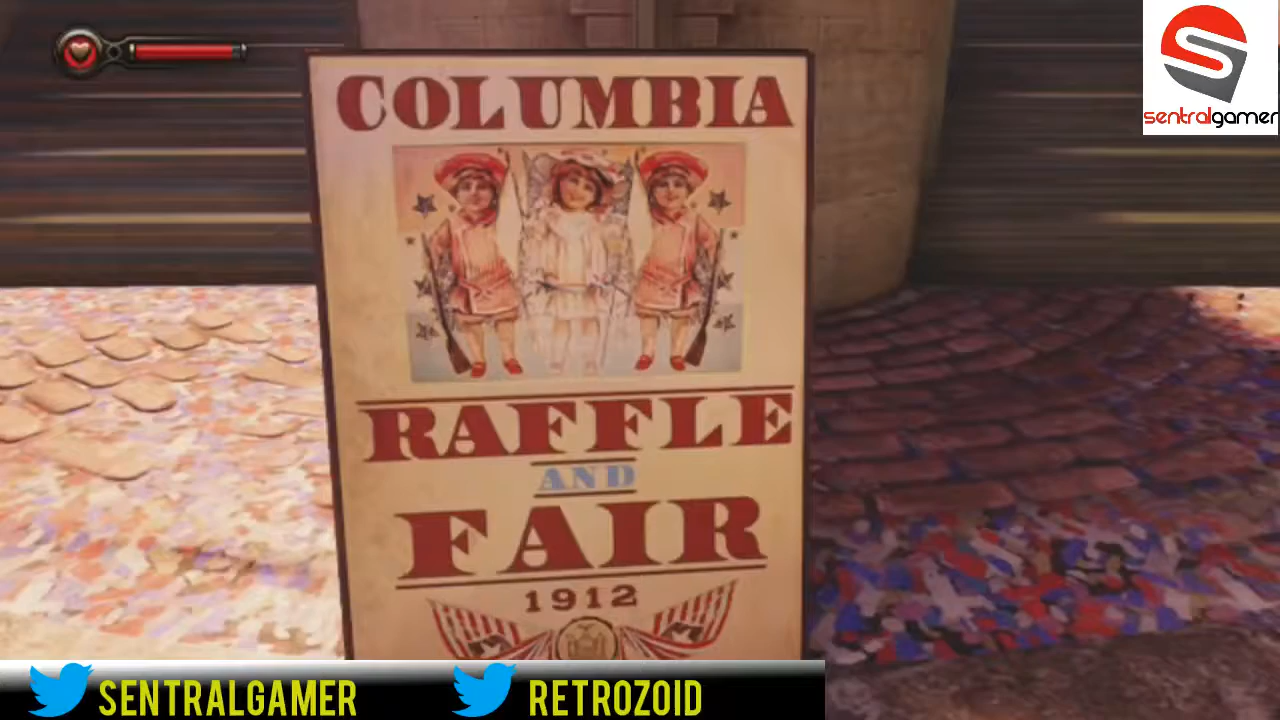 COLUMBIA
RAFFLE
AND
FAIR
1912
S
sentralgamer
SENTRALGAMER
RETROZOID